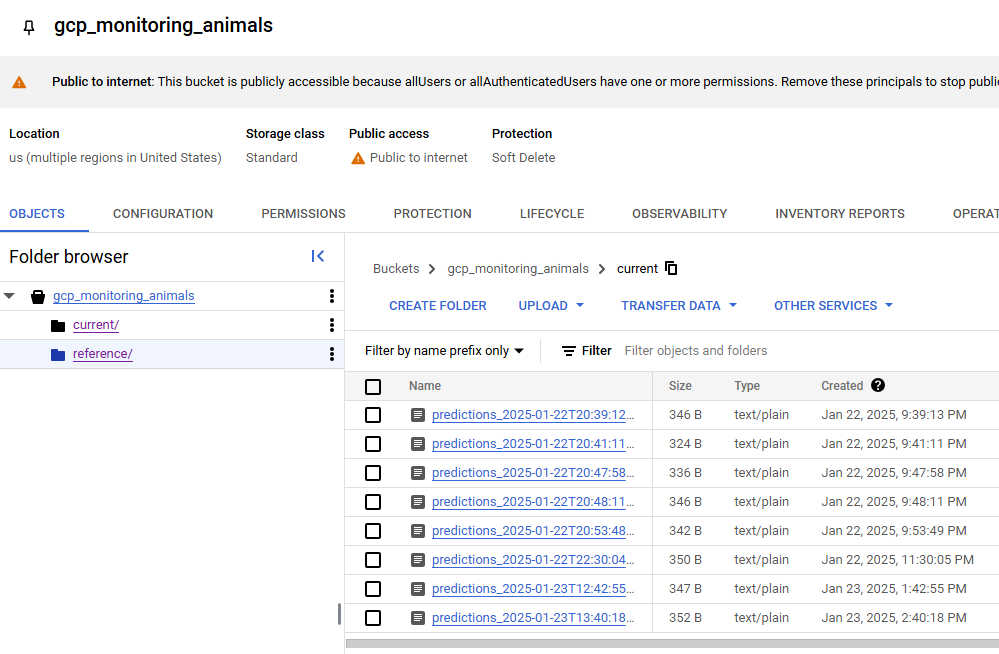 gcp_monitoring_animals
Public to internet: This bucket is publicly accessible because allUsers or allAuthenticatedUsers have one or more permissions. Remove these principals to stop publi
Location Storage class Public access Protection
us (multiple regions in United States) Standard Public to internet Soft Delete
OBJECTS CONFIGURATION PERMISSIONS PROTECTION LIFECYCLE OBSERVABILITY INVENTORY REPORTS OPERAT
Folder browser
gcp_monitoring_animals
current/
reference/
Buckets > gcp_monitoring_animals > current
CREATE FOLDER UPLOAD TRANSFER DATA OTHER SERVICES
Filter by name prefix only Filter Filter objects and folders
Name Size Type Created ?
predictions_2025-01-22T20:39:12… 346 B text/plain Jan 22, 2025, 9:39:13 PM
predictions_2025-01-22T20:41:11… 324 B text/plain Jan 22, 2025, 9:41:11 PM
predictions_2025-01-22T20:47:58… 336 B text/plain Jan 22, 2025, 9:47:58 PM
predictions_2025-01-22T20:48:11… 346 B text/plain Jan 22, 2025, 9:48:11 PM
predictions_2025-01-22T20:53:48… 342 B text/plain Jan 22, 2025, 9:53:49 PM
predictions_2025-01-22T22:30:04… 350 B text/plain Jan 22, 2025, 11:30:05 PM
predictions_2025-01-23T12:42:55… 347 B text/plain Jan 23, 2025, 1:42:55 PM
predictions_2025-01-23T13:40:18… 352 B text/plain Jan 23, 2025, 2:40:18 PM